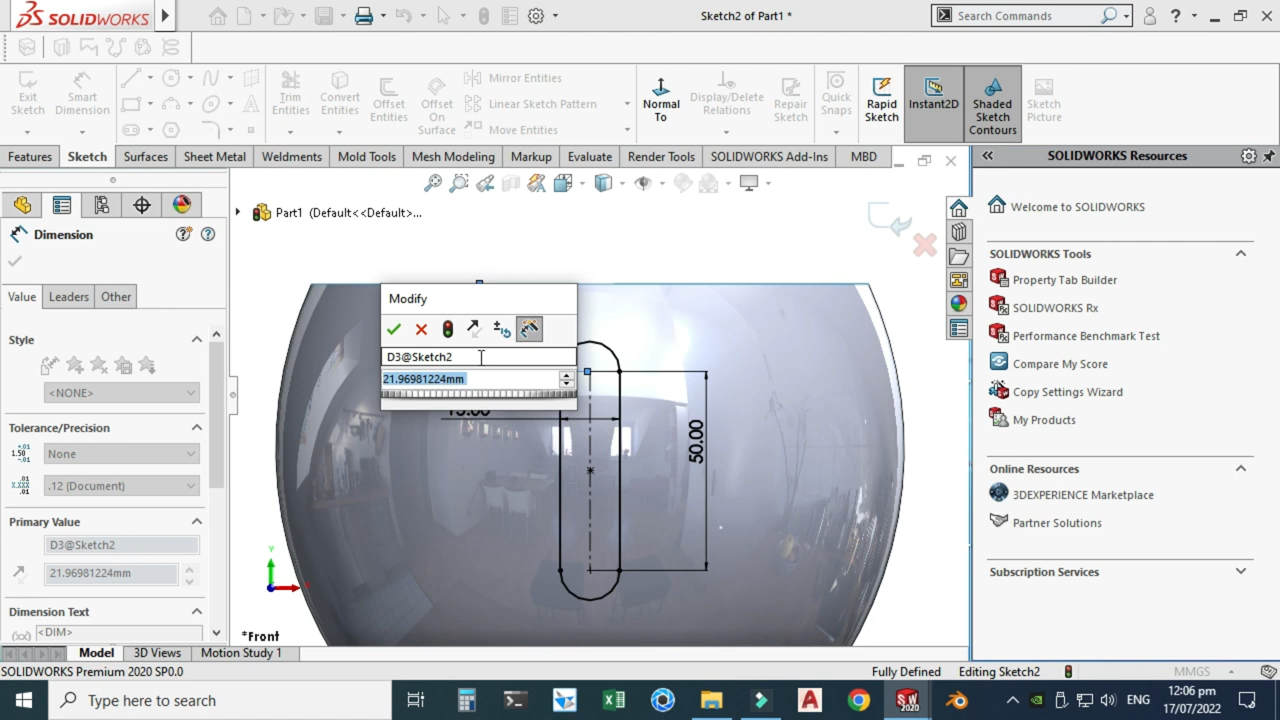 SOLIDWORKS
Sketch2 of Part1 *
Search Commands
Exit Sketch
Smart Dimension
Trim Entities
Convert Entities
Offset Entities
Offset On Surface
Mirror Entities
Linear Sketch Pattern
Move Entities
Normal To
Display/Delete Relations
Repair Sketch
Quick Snaps
Rapid Sketch
Instant2D
Shaded Sketch Contours
Sketch Picture
Features
Sketch
Surfaces
Sheet Metal
Weldments
Mold Tools
Mesh Modeling
Markup
Evaluate
Render Tools
SOLIDWORKS Add-Ins
MBD
SOLIDWORKS Resources
Part1 (Default<<Default>...
Welcome to SOLIDWORKS
Dimension
SOLIDWORKS Tools
Property Tab Builder
SOLIDWORKS Rx
Performance Benchmark Test
Compare My Score
Copy Settings Wizard
My Products
Online Resources
3DEXPERIENCE Marketplace
Partner Solutions
Subscription Services
Value
Leaders
Other
Style
<NONE>
Tolerance/Precision
None
.12 (Document)
Primary Value
D3@Sketch2
21.96981224mm
Dimension Text
<DIM>
Modify
D3@Sketch2
21.96981224mm
15.00
50.00
Y
*Front
Model
3D Views
Motion Study 1
SOLIDWORKS Premium 2020 SP0.0
Fully Defined
Editing Sketch2
MMGS
Type here to search
SW
2020
ENG
12:06 pm
17/07/2022